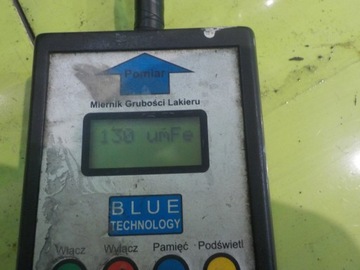 Pomiar
Miernik Grubości Lakieru
130 umFe
BLUE
TECHNOLOGY
Włącz Wyłącz Pamięć Podświetl